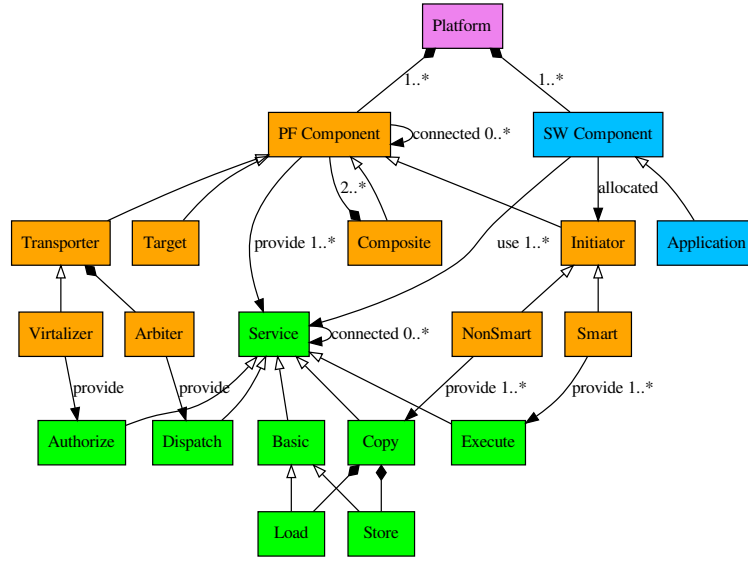 Platform
1..*
1..*
PF Component
connected 0..*
SW Component
2..*
allocated
Transporter
Target
provide 1..*
Composite
use 1..*
Initiator
Application
Virtalizer
Arbiter
Service
connected 0..*
NonSmart
Smart
provide
provide
provide 1..*
provide 1..*
Authorize
Dispatch
Basic
Copy
Execute
Load
Store